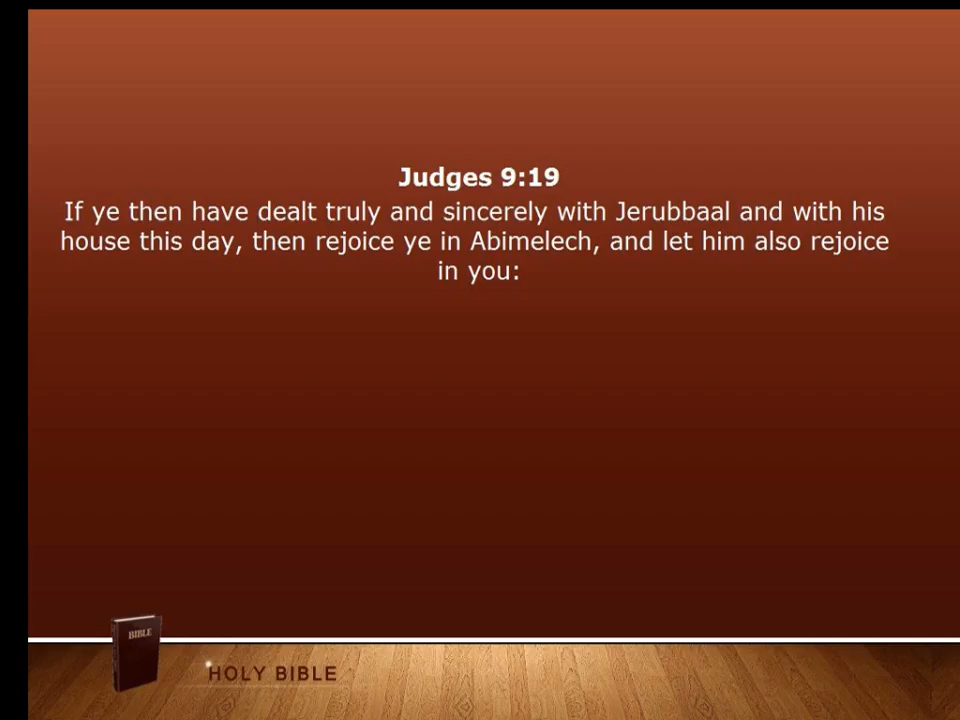 Judges 9:19
If ye then have dealt truly and sincerely with Jerubbaal and with his
house this day, then rejoice ye in Abimelech, and let him also rejoice
in you:
BIBLE
HOLY BIBLE